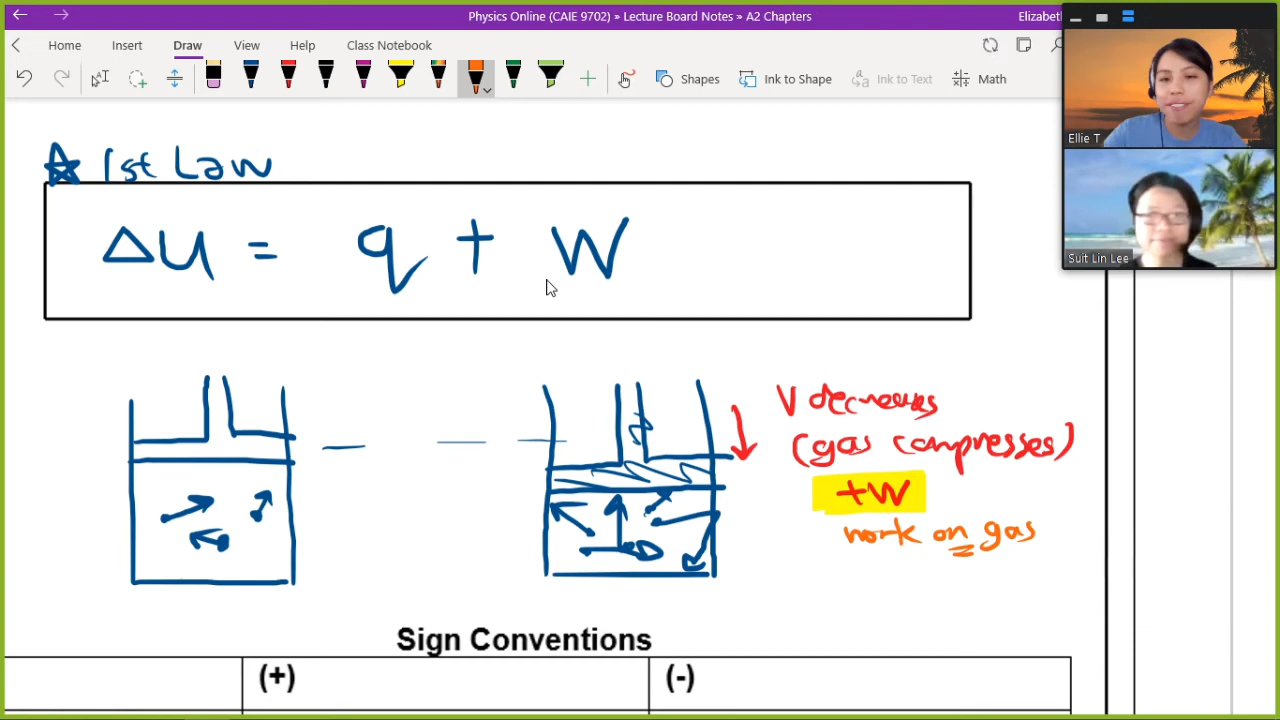 Physics Online (CAIE 9702) » Lecture Board Notes » A2 Chapters
Elizabeth
Home Insert Draw View Help Class Notebook
Shapes Ink to Shape Ink to Text Math
Ellie T
Suit Lin Lee
1st Law
ΔU = q + W
V decreases
(gas compresses)
+W
work on gas
Sign Conventions
(+) (-)